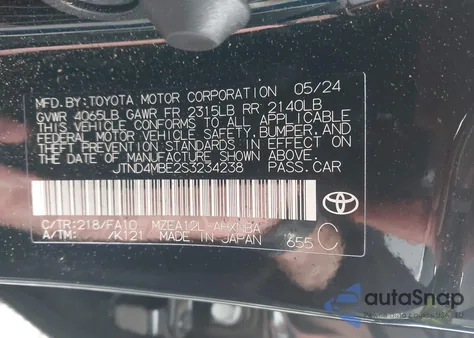 MFD.BY:TOYOTA MOTOR CORPORATION 05/24
GVWR 4065LB GAWR FR 2315LB RR 2140LB
THIS VEHICLE CONFORMS TO ALL APPLICABLE
FEDERAL MOTOR VEHICLE SAFETY, BUMPER, AND
THEFT PREVENTION STANDARDS IN EFFECT ON
THE DATE OF MANUFACTURE SHOWN ABOVE.
JTND4MBE2S3234238 PASS.CAR
C/TR:218/FA10 MZEA12L-AHXNBA
A/TM: /K121 MADE IN JAPAN 655 C
autoSnap